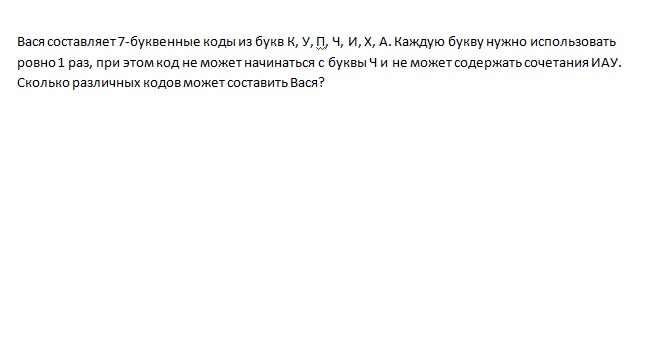 Вася составляет 7-буквенные коды из букв К, У, П, Ч, И, Х, А. Каждую букву нужно использовать
ровно 1 раз, при этом код не может начинаться с буквы Ч и не может содержать сочетания ИАУ.
Сколько различных кодов может составить Вася?